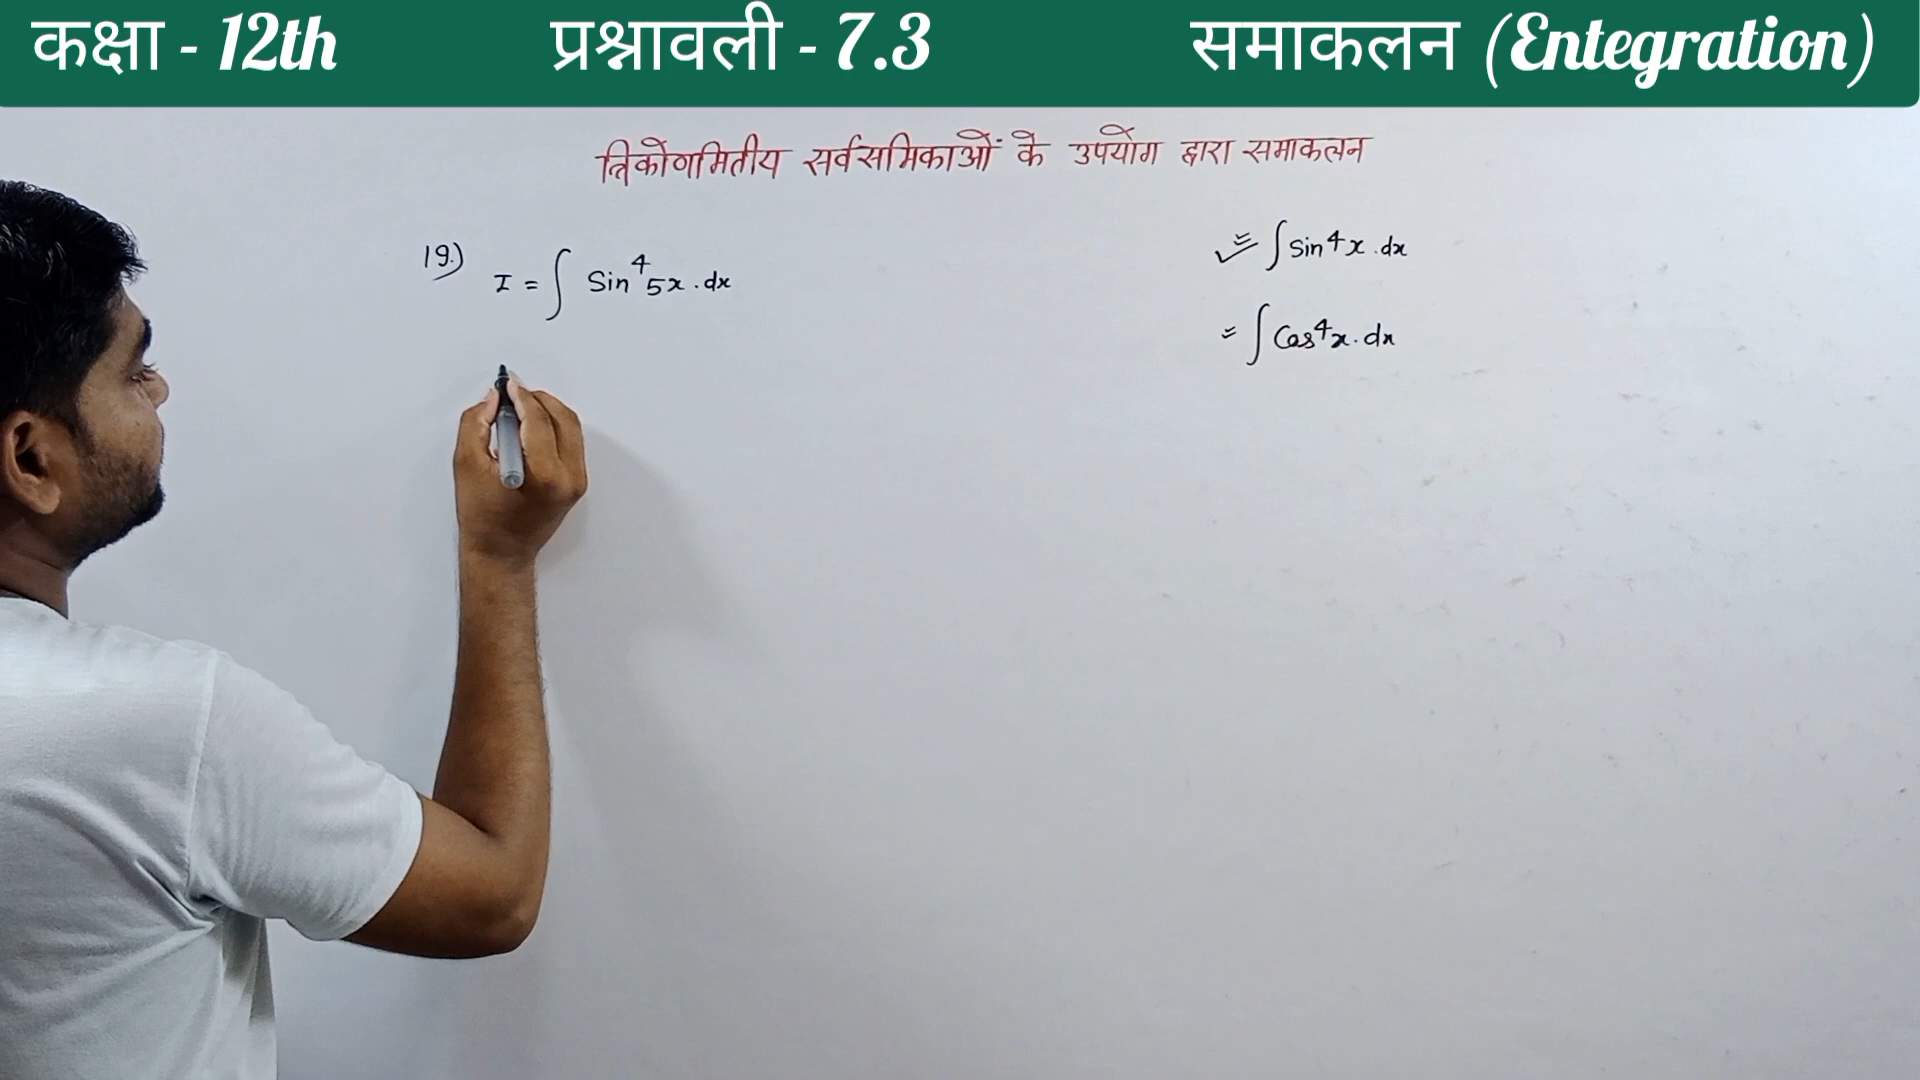 कक्षा - 12th प्रश्नावली - 7.3 समाकलन (Entegration)
त्रिकोणमितीय सर्वसमिकाओं के उपयोग द्वारा समाकलन
19.) I = ∫ Sin⁴5x.dx
= ∫ Sin⁴x.dx
= ∫ Cos⁴x.dx